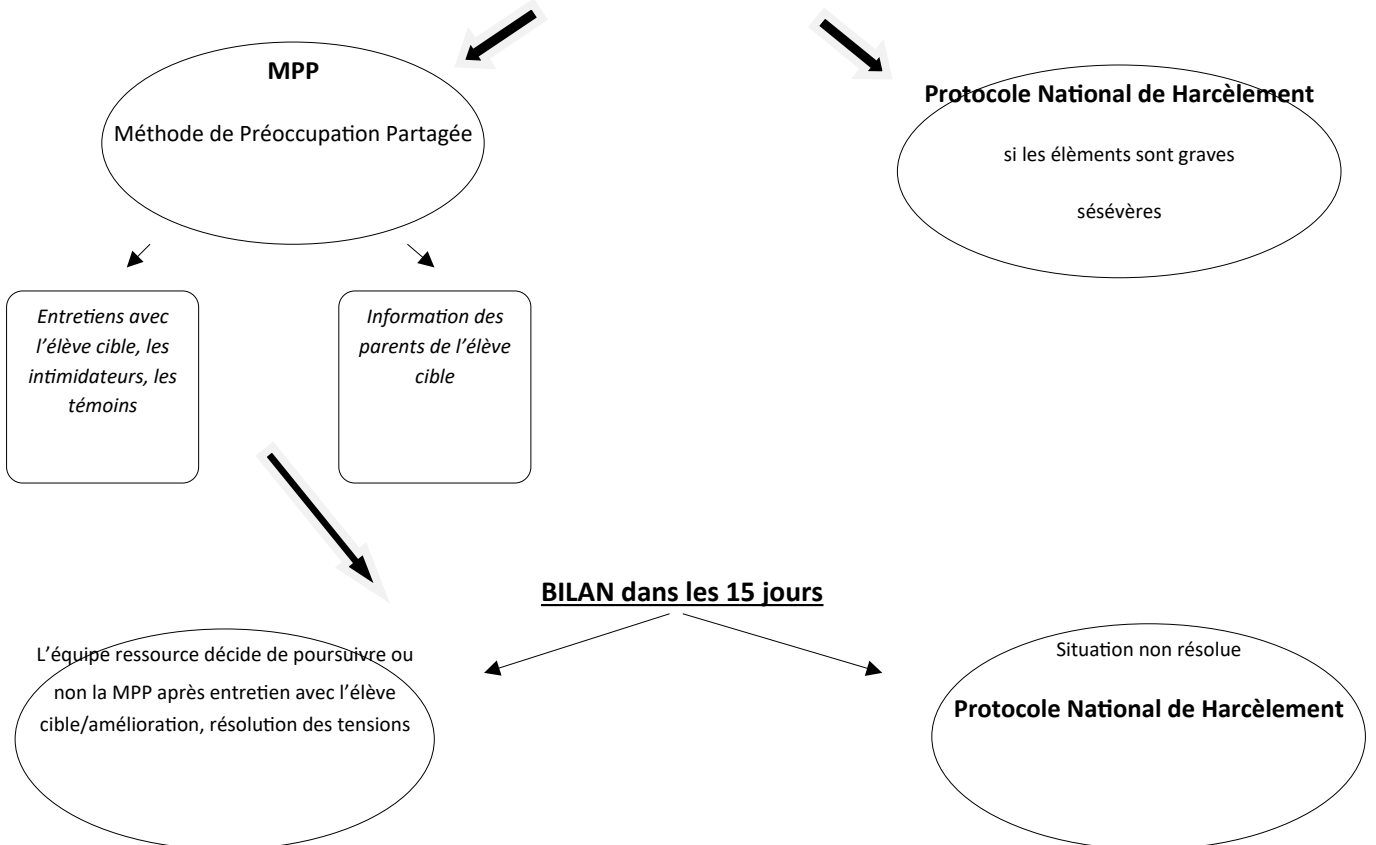 MPP
Méthode de Préoccupation Partagée
Protocole National de Harcèlement
si les élèments sont graves
sésévères
Entretiens avec
l’élève cible, les
intimidateurs, les
témoins
Information des
parents de l’élève
cible
BILAN dans les 15 jours
L’équipe ressource décide de poursuivre ou
non la MPP après entretien avec l’élève
cible/amélioration, résolution des tensions
Situation non résolue
Protocole National de Harcèlement